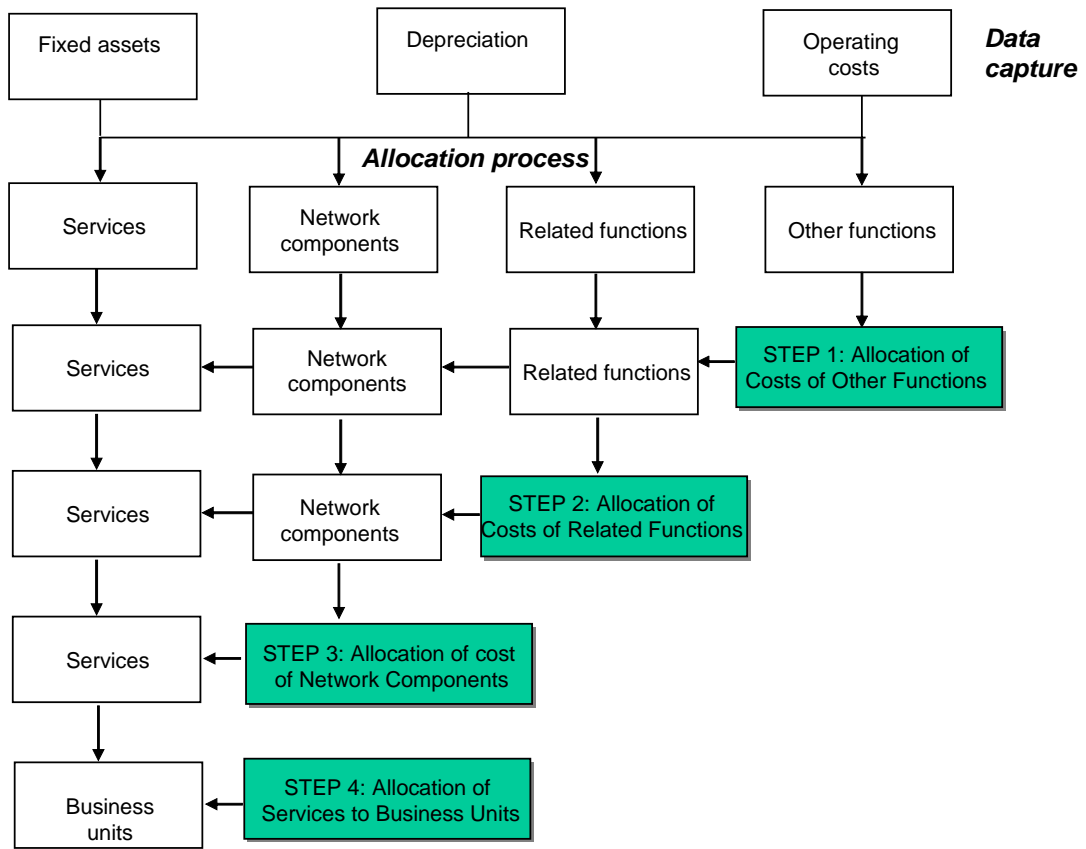 Fixed assets
Depreciation
Operating
costs
Data
capture
Allocation process
Services
Network
components
Related functions
Other functions
Services
Network
components
Related functions
STEP 1: Allocation of
Costs of Other Functions
Services
Network
components
STEP 2: Allocation of
Costs of Related Functions
Services
STEP 3: Allocation of cost
of Network Components
Business
units
STEP 4: Allocation of
Services to Business Units